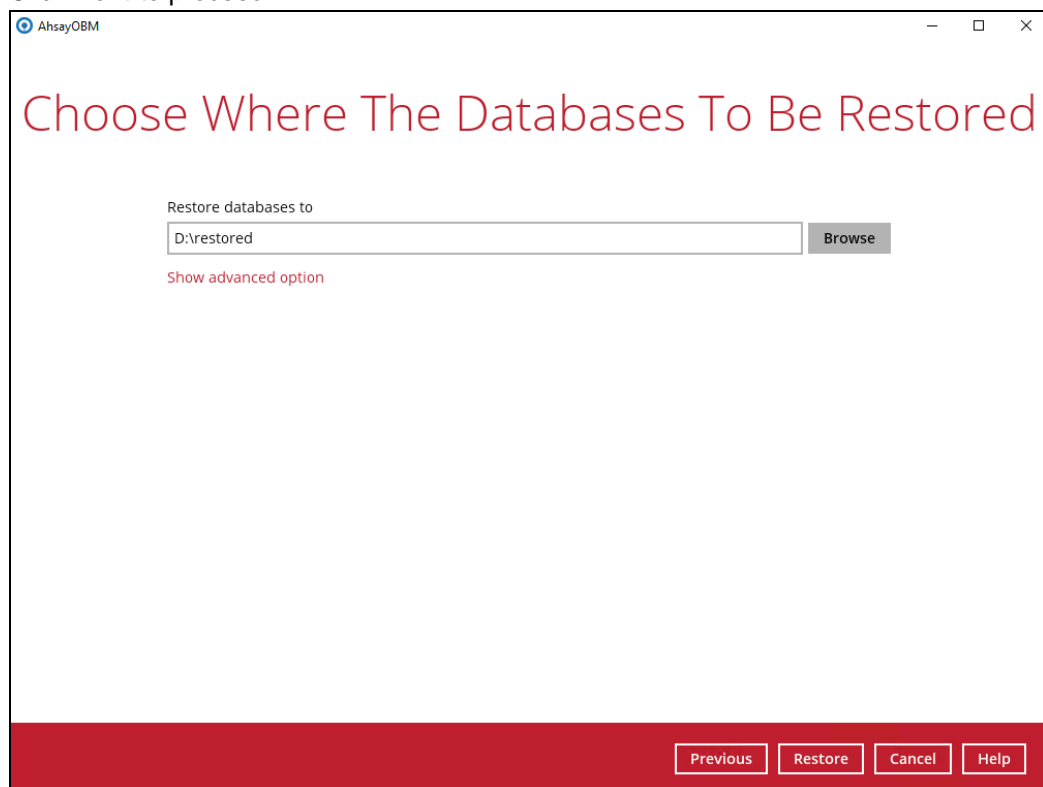 AhsayOBM
Choose Where The Databases To Be Restored
Restore databases to
D:\restored
Browse
Show advanced option
Previous Restore Cancel Help